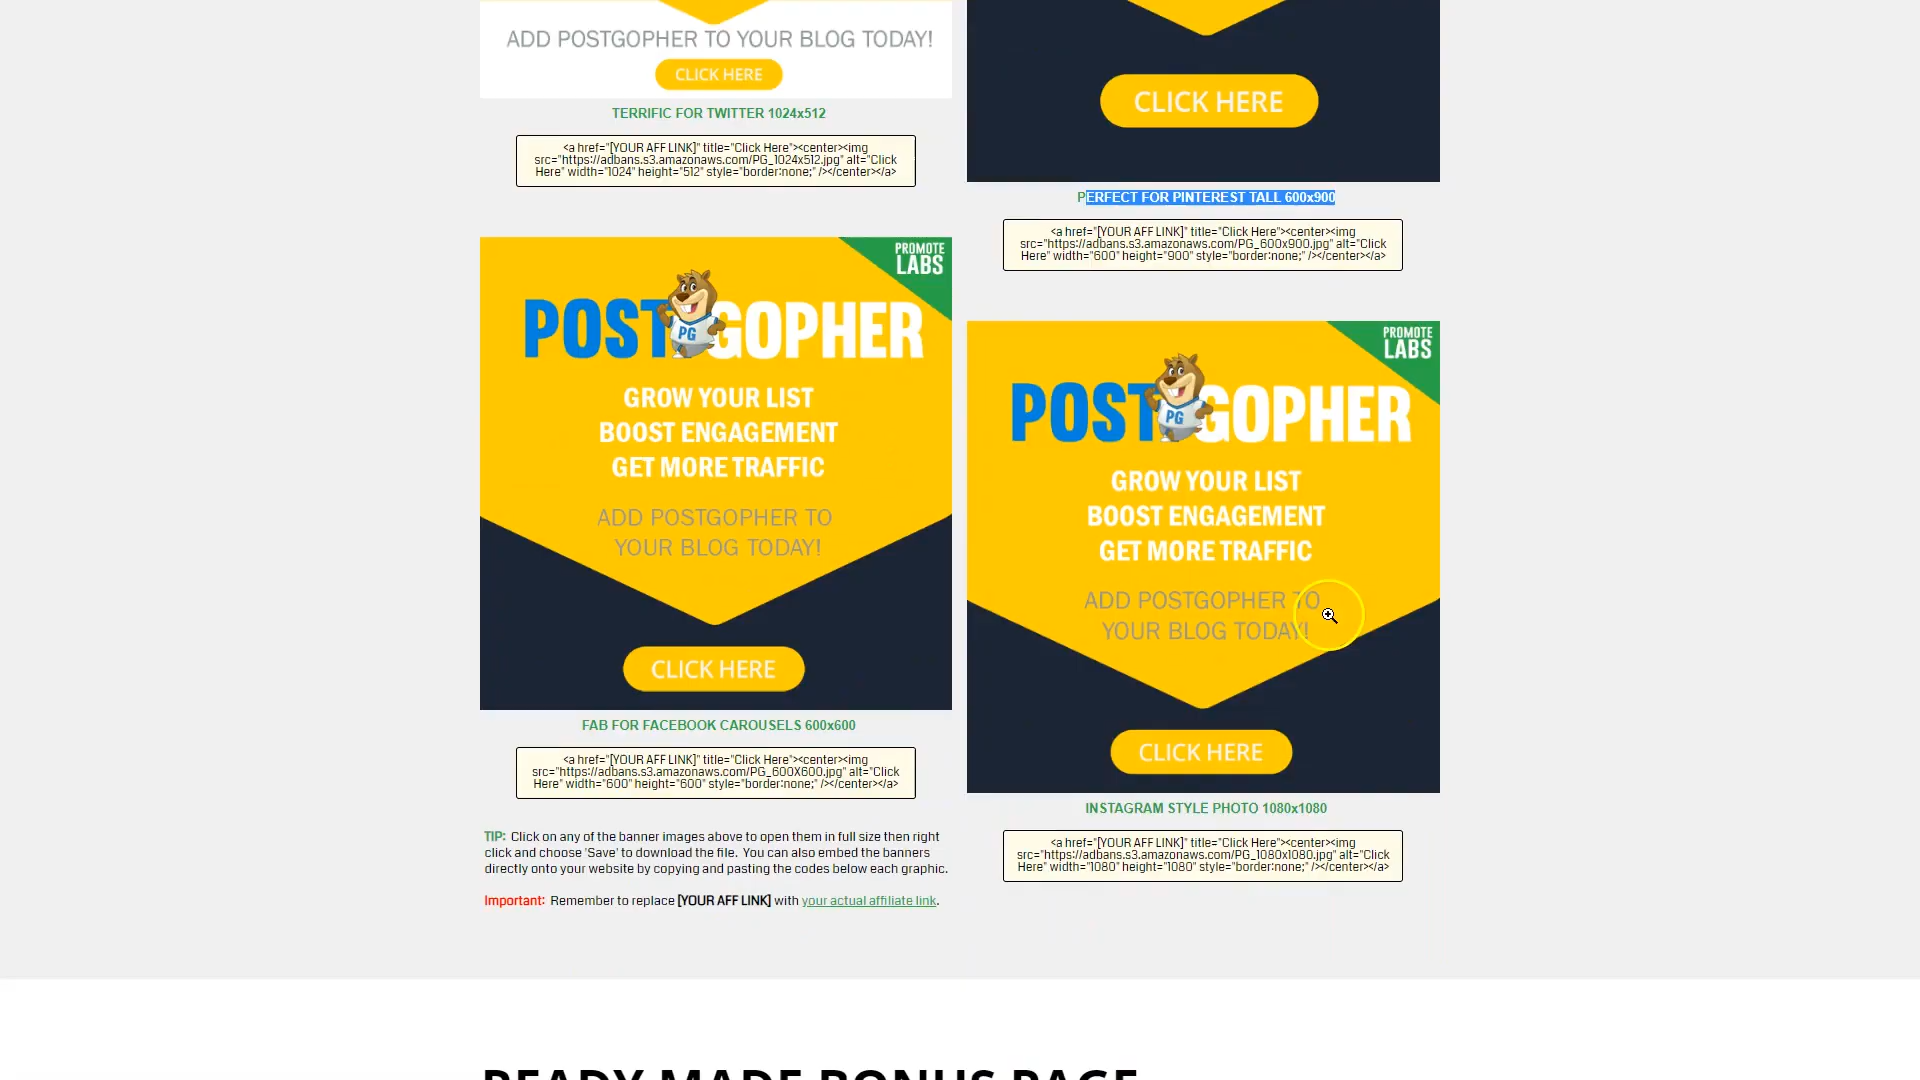 ADD POSTGOPHER TO YOUR BLOG TODAY!
CLICK HERE
TERRIFIC FOR TWITTER 1024x512
<a href="[YOUR AFF LINK]" title="Click Here"><center><img
src="https://adbans.s3.amazonaws.com/PG_1024x512.jpg" alt="Click
Here" width="1024" height="512" style="border:none;" /></center></a>
PROMOTE
LABS
POSTGOPHER
PG
GROW YOUR LIST
BOOST ENGAGEMENT
GET MORE TRAFFIC
ADD POSTGOPHER TO
YOUR BLOG TODAY!
CLICK HERE
FAB FOR FACEBOOK CAROUSELS 600x600
<a href="[YOUR AFF LINK]" title="Click Here"><center><img
src="https://adbans.s3.amazonaws.com/PG_600X600.jpg" alt="Click
Here" width="600" height="600" style="border:none;" /></center></a>
TIP: Click on any of the banner images above to open them in full size then right
click and choose 'Save' to download the file. You can also embed the banners
directly onto your website by copying and pasting the codes below each graphic.
Important: Remember to replace [YOUR AFF LINK] with your actual affiliate link.
CLICK HERE
PERFECT FOR PINTEREST TALL 600x900
<a href="[YOUR AFF LINK]" title="Click Here"><center><img
src="https://adbans.s3.amazonaws.com/PG_600x900.jpg" alt="Click
Here" width="600" height="900" style="border:none;" /></center></a>
PROMOTE
LABS
POSTGOPHER
PG
GROW YOUR LIST
BOOST ENGAGEMENT
GET MORE TRAFFIC
ADD POSTGOPHER TO
YOUR BLOG TODAY!
CLICK HERE
INSTAGRAM STYLE PHOTO 1080x1080
<a href="[YOUR AFF LINK]" title="Click Here"><center><img
src="https://adbans.s3.amazonaws.com/PG_1080x1080.jpg" alt="Click
Here" width="1080" height="1080" style="border:none;" /></center></a>
READY MADE BONUS PAGE